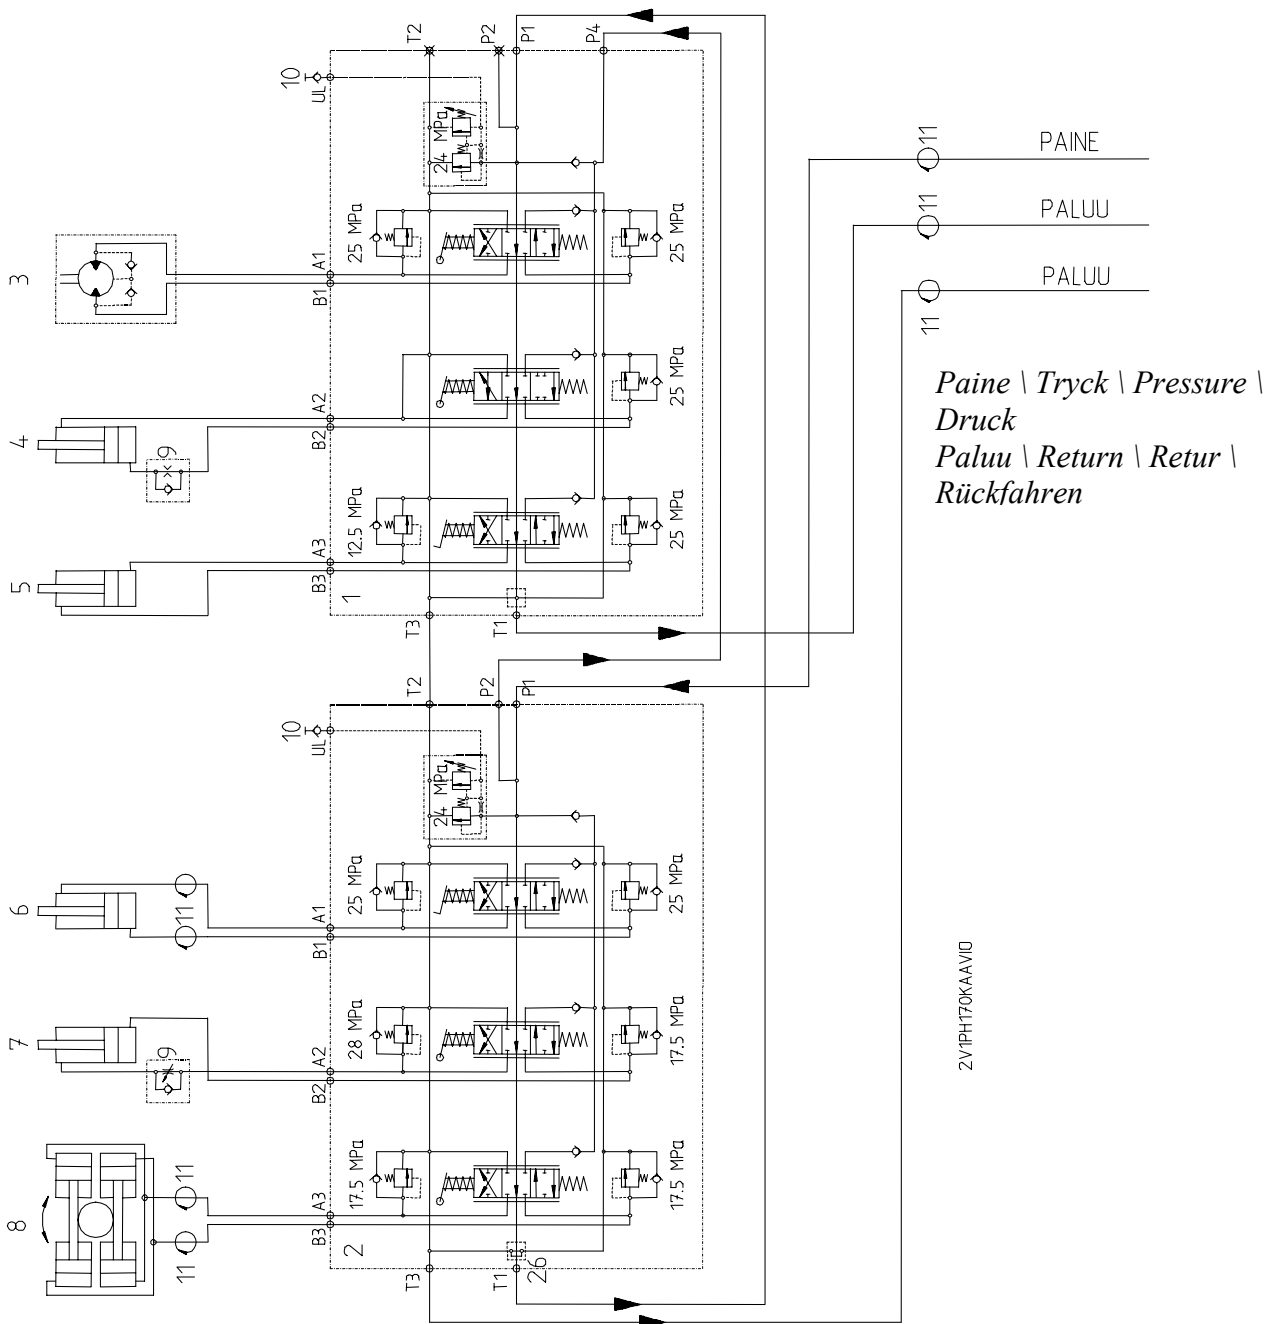 T2
P2
P1
P4
10
UL
24 MPa
25 MPa
25 MPa
3
A1
B1
4
9
A2
B2
25 MPa
5
A3
B3
12.5 MPa
25 MPa
1
T3
T1
11
PAINE
11
PALUU
11
PALUU
Paine \ Tryck \ Pressure \
Druck
Paluu \ Return \ Retur \
Rückfahren
T2
P2
P1
10
UL
24 MPa
25 MPa
25 MPa
6
11
A1
B1
7
9
A2
B2
28 MPa
17.5 MPa
8
11
11
A3
B3
17.5 MPa
17.5 MPa
2
T3
T1
26
2V1PH170KAAVIO